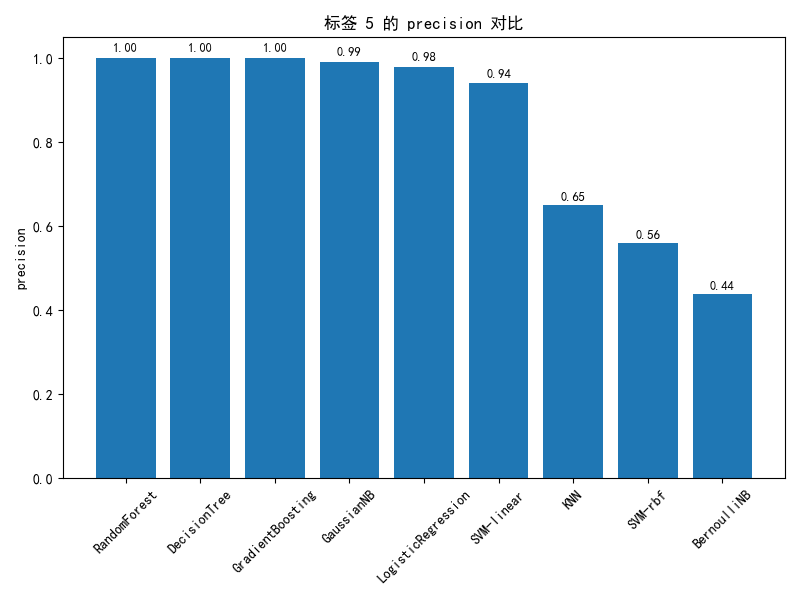 标签 5 的 precision 对比
1.00
1.00
1.00
0.99
0.98
0.94
0.65
0.56
0.44
1.0
0.8
0.6
0.4
0.2
0.0
precision
RandomForest
DecisionTree
GradientBoosting
GaussianNB
LogisticRegression
SVM-linear
KNN
SVM-rbf
BernoulliNB